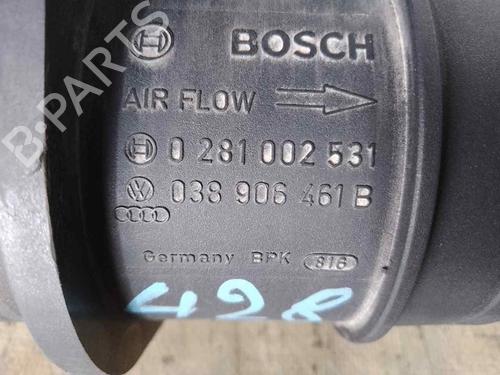 BOSCH
AIR FLOW
0 281 002 531
038 906 461 B
Germany BPK 816
428
B-PARTS